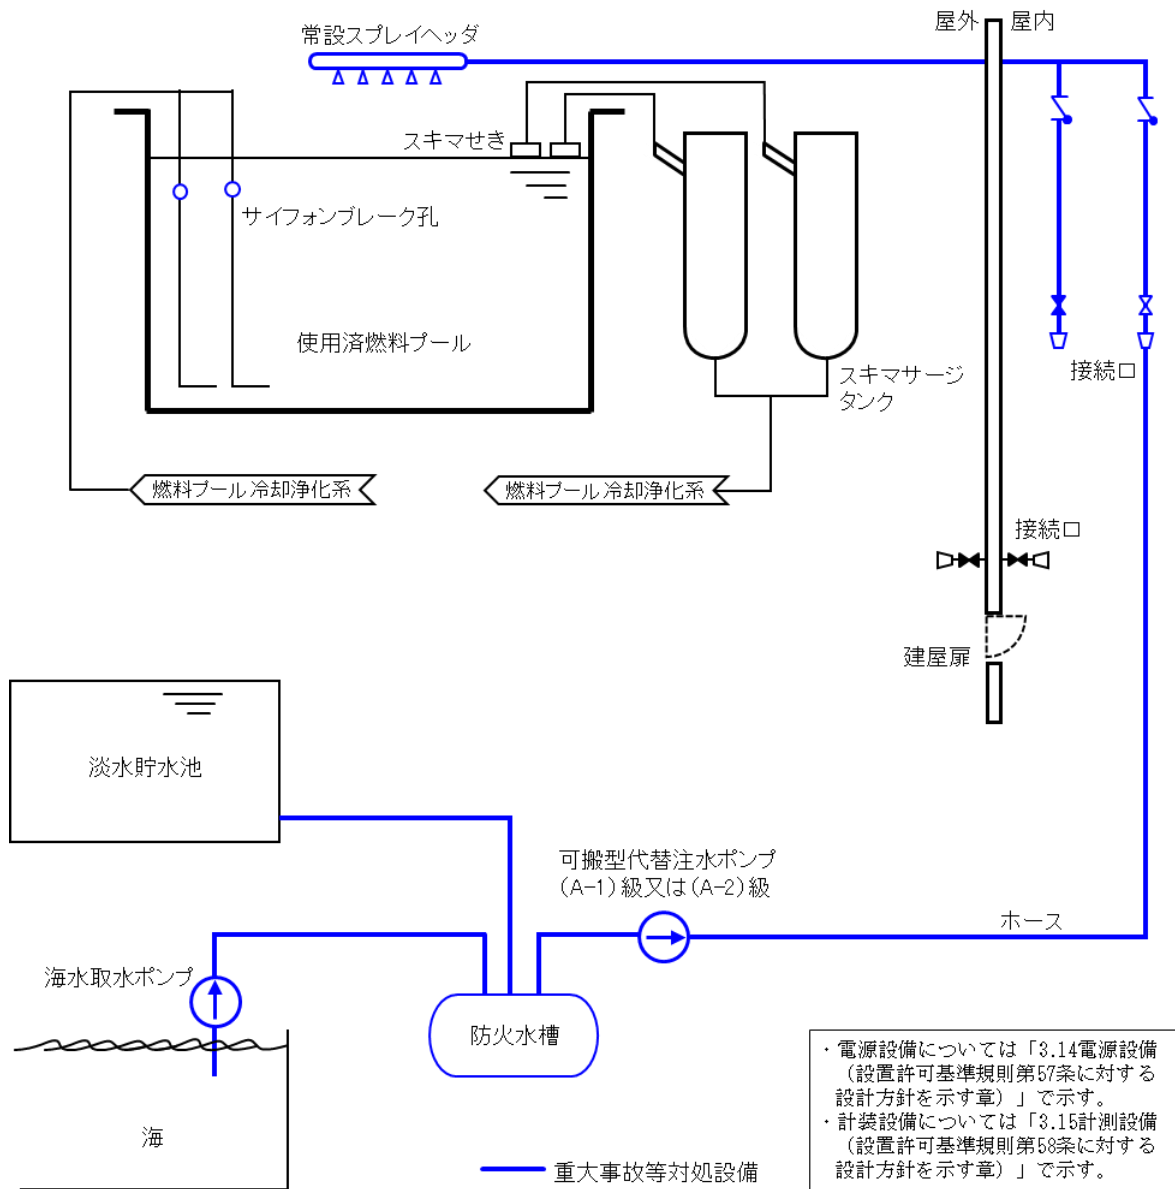 常設スプレイヘッダ
屋外
屋内
スキマせき
サイフォンブレーク孔
使用済燃料プール
接続口
スキマサージ
タンク
燃料プール冷却浄化系
燃料プール冷却浄化系
接続口
建屋扉
淡水貯水池
可搬型代替注水ポンプ
(A-1)級又は(A-2)級
ホース
海水取水ポンプ
防火水槽
海
・電源設備については「3.14電源設備
（設置許可基準規則第57条に対する
設計方針を示す章）」で示す。
・計装設備については「3.15計測設備
（設置許可基準規則第58条に対する
設計方針を示す章）」で示す。
重大事故等対処設備